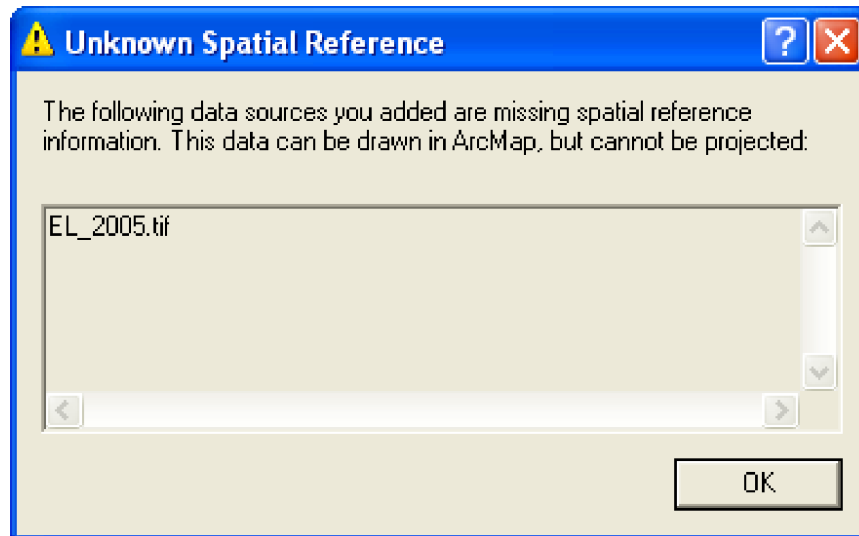 Unknown Spatial Reference
The following data sources you added are missing spatial reference
information. This data can be drawn in ArcMap, but cannot be projected:
EL_2005.tif
OK